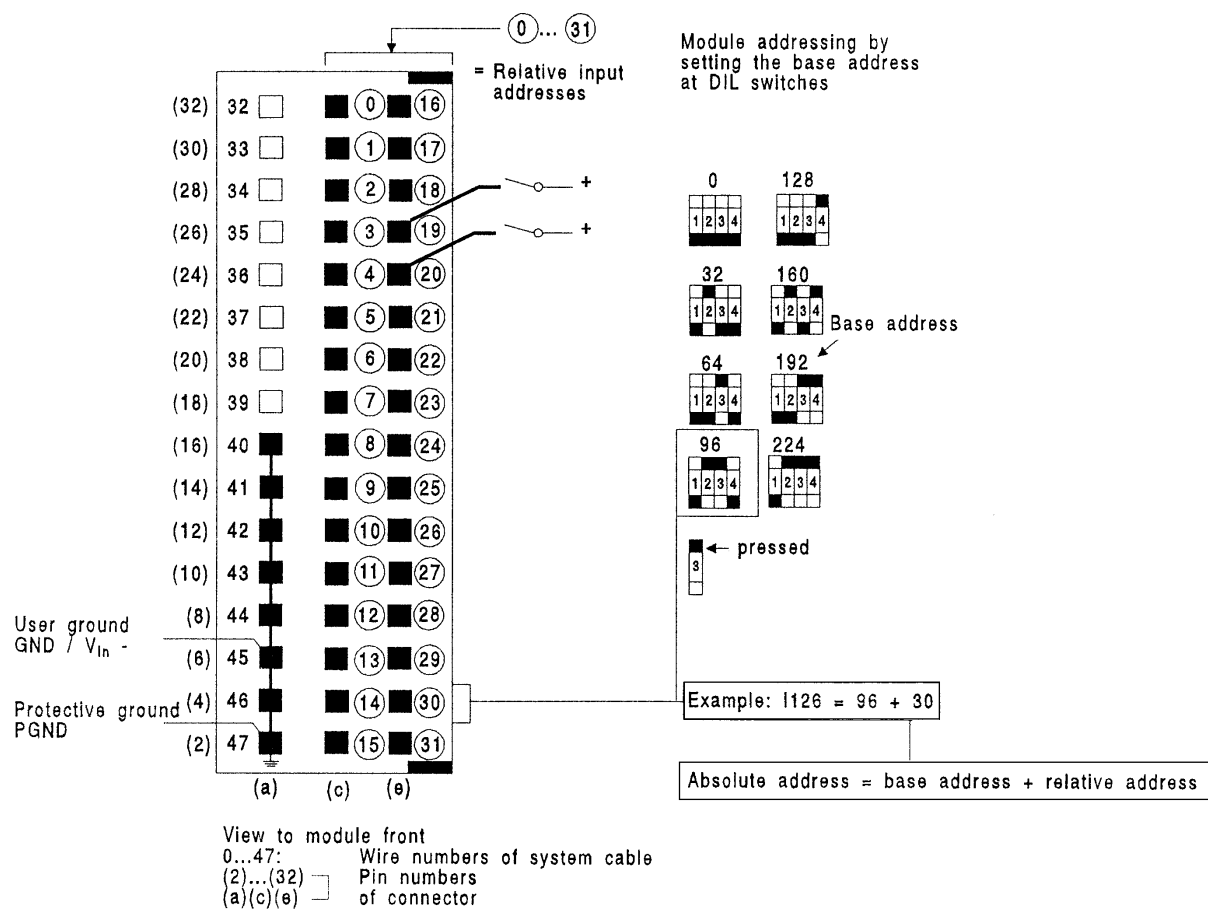 0 ... 31
= Relative input
addresses
Module addressing by
setting the base address
at DIL switches
(32) 32 0 16
(30) 33 1 17
(28) 34 2 18
+
(26) 35 3 19
+
(24) 36 4 20
(22) 37 5 21
(20) 38 6 22
(18) 39 7 23
(16) 40 8 24
(14) 41 9 25
(12) 42 10 26
(10) 43 11 27
(8) 44 12 28
(6) 45 13 29
(4) 46 14 30
(2) 47 15 31
(a) (c) (e)
User ground
GND / VIn -
Protective ground
PGND
0 128
1 2 3 4 1 2 3 4
32 160
1 2 3 4 1 2 3 4
Base address
64 192
1 2 3 4 1 2 3 4
96 224
1 2 3 4 1 2 3 4
pressed
3
Example: I126 = 96 + 30
Absolute address = base address + relative address
View to module front
0...47: Wire numbers of system cable
(2)...(32) Pin numbers
(a)(c)(e) of connector